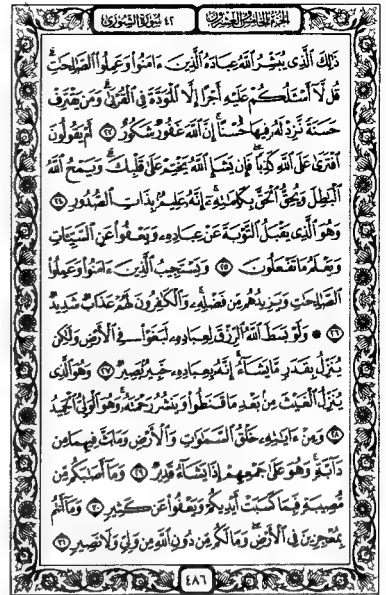 الجزء الخامس والعشرون
٤٢ سورة الشورى
ذَٰلِكَ ٱلَّذِى يُبَشِّرُ ٱللَّهُ عِبَادَهُ ٱلَّذِينَ ءَامَنُوا۟ وَعَمِلُوا۟ ٱلصَّٰلِحَٰتِۗ
قُل لَّآ أَسْـَٔلُكُمْ عَلَيْهِ أَجْرًا إِلَّا ٱلْمَوَدَّةَ فِى ٱلْقُرْبَىٰۗ وَمَن يَقْتَرِفْ
حَسَنَةً نَّزِدْ لَهُۥ فِيهَا حُسْنًاۚ إِنَّ ٱللَّهَ غَفُورٌ شَكُورٌ ٢٣ أَمْ يَقُولُونَ
ٱفْتَرَىٰ عَلَى ٱللَّهِ كَذِبًاۖ فَإِن يَشَإِ ٱللَّهُ يَخْتِمْ عَلَىٰ قَلْبِكَۗ وَيَمْحُ ٱللَّهُ
ٱلْبَٰطِلَ وَيُحِقُّ ٱلْحَقَّ بِكَلِمَٰتِهِۦٓۚ إِنَّهُۥ عَلِيمٌۢ بِذَاتِ ٱلصُّدُورِ ٢٤
وَهُوَ ٱلَّذِى يَقْبَلُ ٱلتَّوْبَةَ عَنْ عِبَادِهِۦ وَيَعْفُوا۟ عَنِ ٱلسَّيِّـَٔاتِ
وَيَعْلَمُ مَا تَفْعَلُونَ ٢٥ وَيَسْتَجِيبُ ٱلَّذِينَ ءَامَنُوا۟ وَعَمِلُوا۟
ٱلصَّٰلِحَٰتِ وَيَزِيدُهُم مِّن فَضْلِهِۦۚ وَٱلْكَٰفِرُونَ لَهُمْ عَذَابٌ شَدِيدٌ
٢٦ ۞ وَلَوْ بَسَطَ ٱللَّهُ ٱلرِّزْقَ لِعِبَادِهِۦ لَبَغَوْا۟ فِى ٱلْأَرْضِ وَلَٰكِن
يُنَزِّلُ بِقَدَرٍ مَّا يَشَآءُۚ إِنَّهُۥ بِعِبَادِهِۦ خَبِيرٌۢ بَصِيرٌ ٢٧ وَهُوَ ٱلَّذِى
يُنَزِّلُ ٱلْغَيْثَ مِنۢ بَعْدِ مَا قَنَطُوا۟ وَيَنشُرُ رَحْمَتَهُۥۚ وَهُوَ ٱلْوَلِىُّ ٱلْحَمِيدُ
٢٨ وَمِنْ ءَايَٰتِهِۦ خَلْقُ ٱلسَّمَٰوَٰتِ وَٱلْأَرْضِ وَمَا بَثَّ فِيهِمَا مِن
دَآبَّةٍۚ وَهُوَ عَلَىٰ جَمْعِهِمْ إِذَا يَشَآءُ قَدِيرٌ ٢٩ وَمَآ أَصَٰبَكُم مِّن
مُّصِيبَةٍ فَبِمَا كَسَبَتْ أَيْدِيكُمْ وَيَعْفُوا۟ عَن كَثِيرٍ ٣٠ وَمَآ أَنتُم
بِمُعْجِزِينَ فِى ٱلْأَرْضِۖ وَمَا لَكُم مِّن دُونِ ٱللَّهِ مِن وَلِىٍّ وَلَا نَصِيرٍ ٣١
٤٨٦